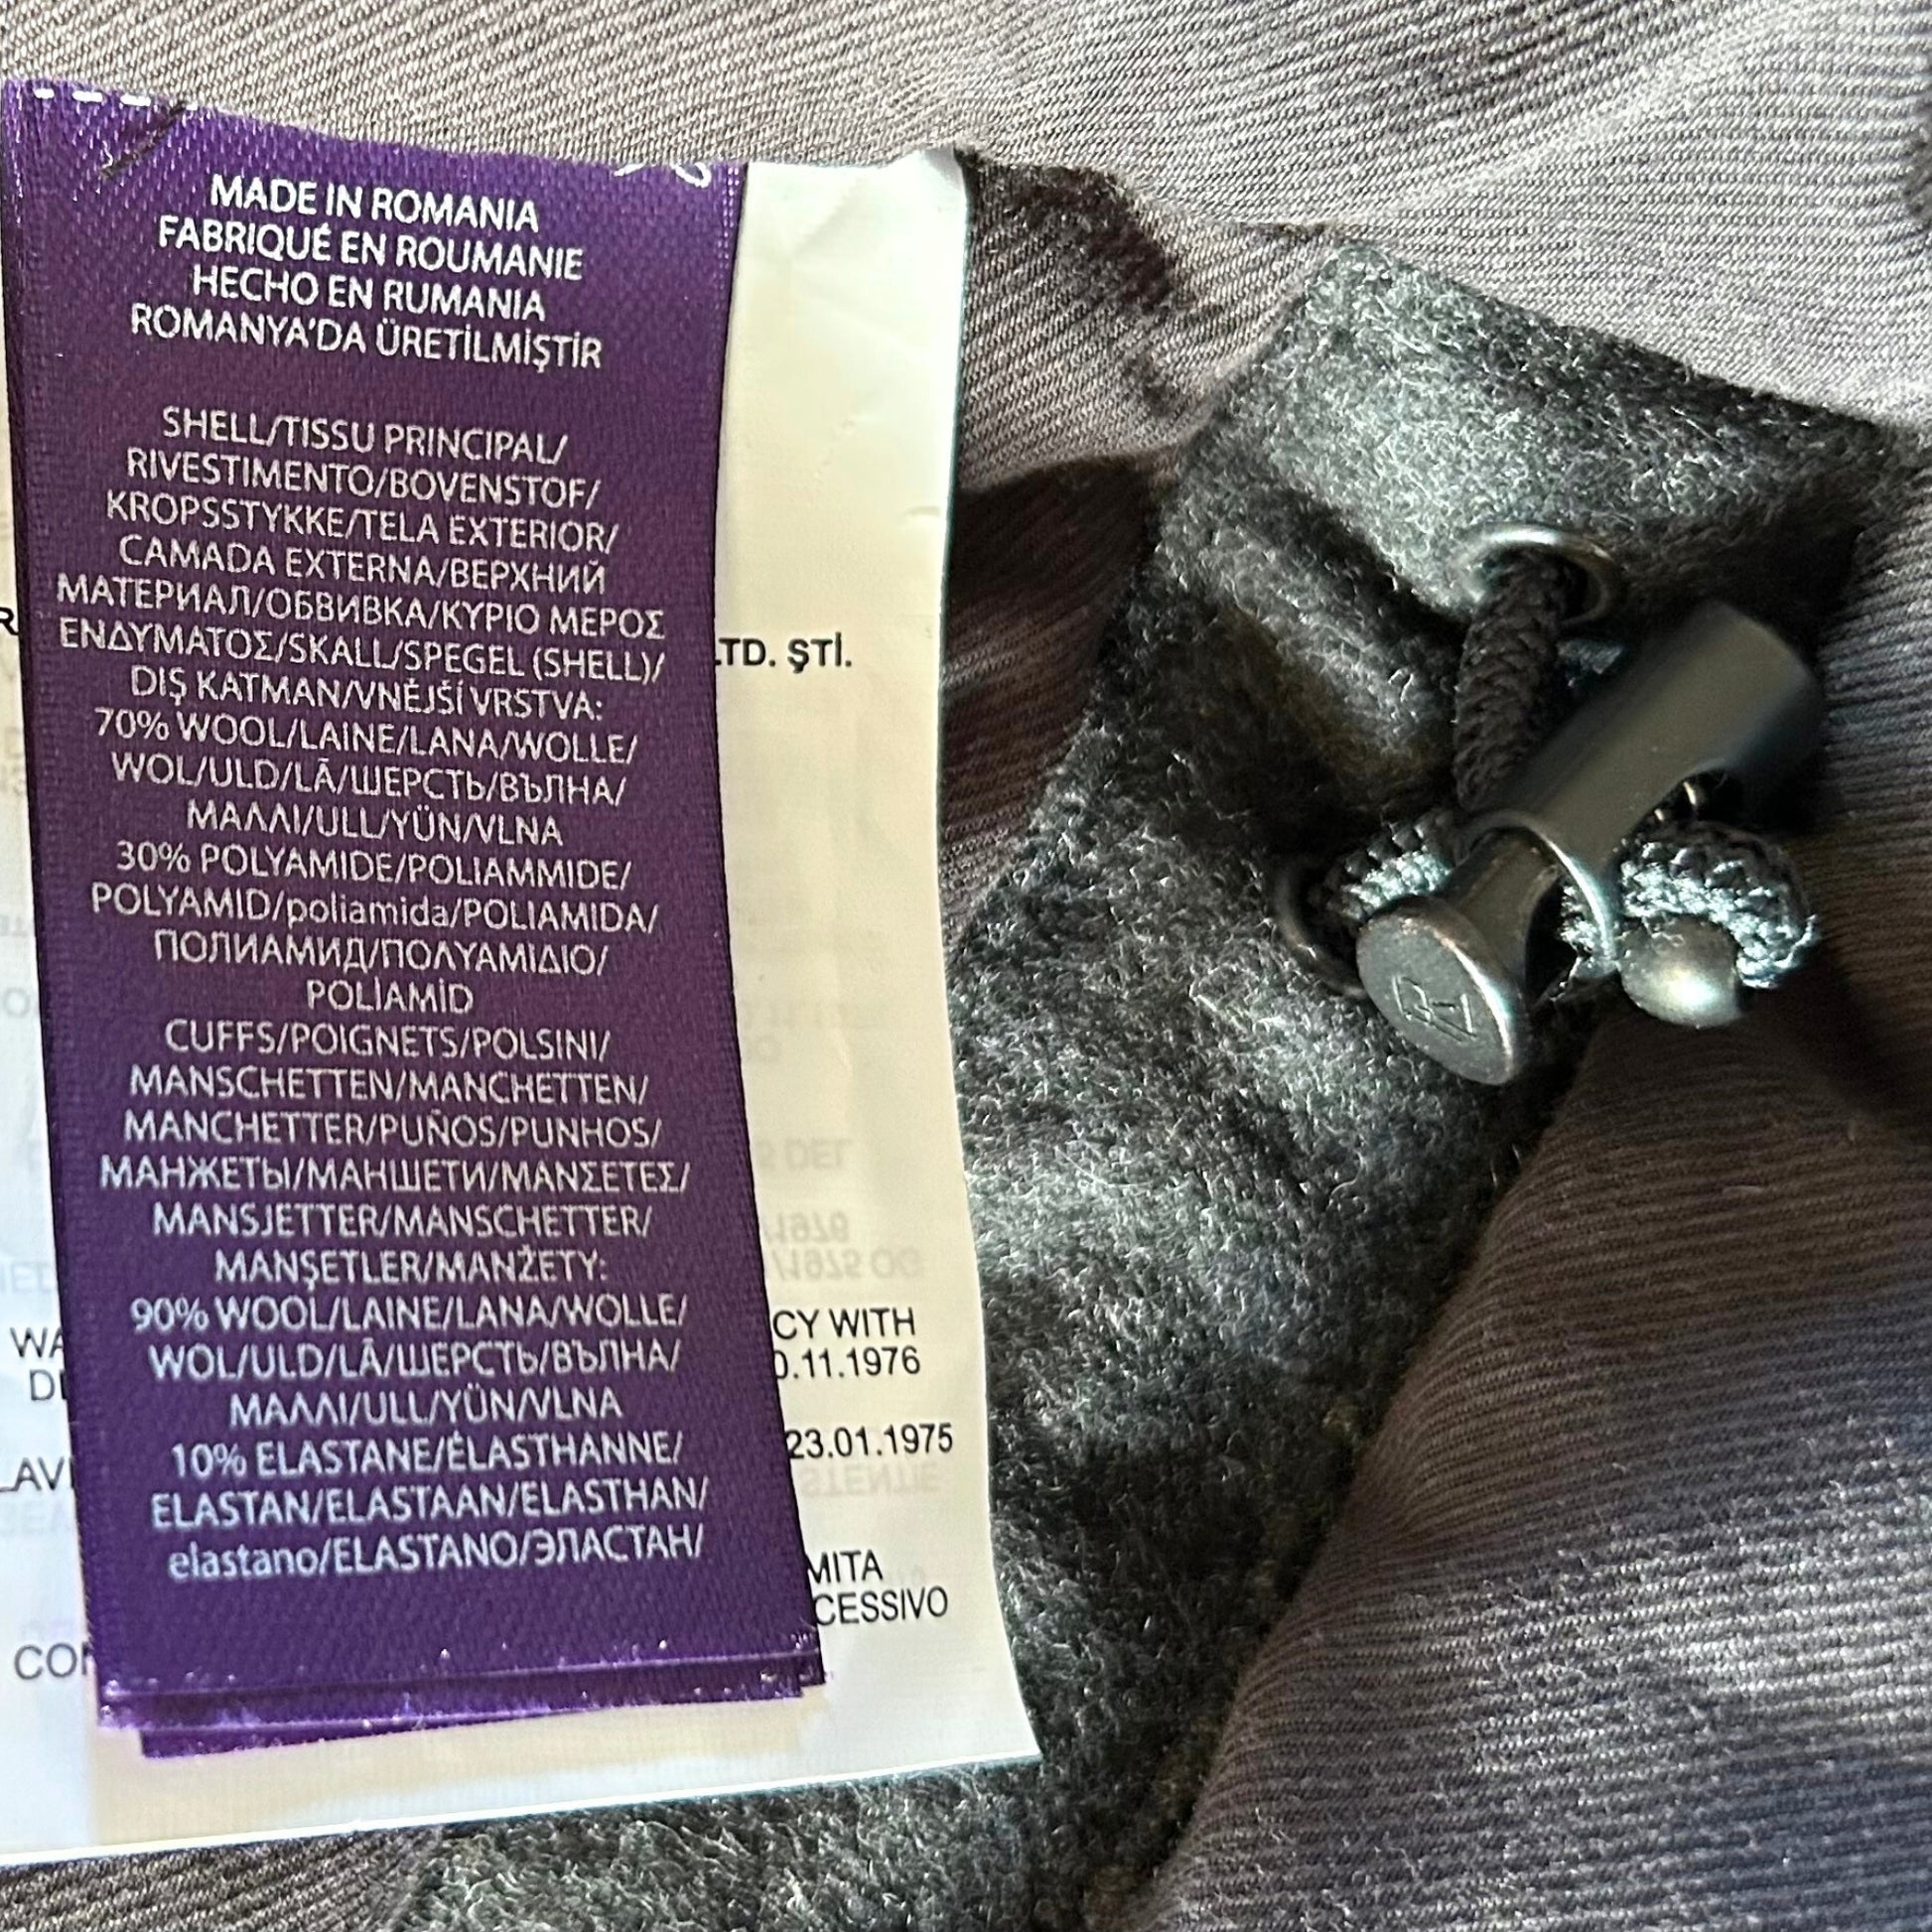 MADE IN ROMANIA
FABRIQUÉ EN ROUMANIE
HECHO EN RUMANIA
ROMANYA'DA ÜRETİLMİŞTİR
SHELL/TISSU PRINCIPAL/
RIVESTIMENTO/BOVENSTOF/
KROPSSTYKKE/TELA EXTERIOR/
CAMADA EXTERNA/ВЕРХНИЙ
МАТЕРИАЛ/ОБВИВКА/ΚΥΡΙΟ ΜΕΡΟΣ
ΕΝΔΥΜΑΤΟΣ/SKALL/SPEGEL (SHELL)/
DIŞ KATMAN/VNĚJŠÍ VRSTVA:
70% WOOL/LAINE/LANA/WOLLE/
WOL/ULD/LÃ/ШЕРСТЬ/ВЪЛНА/
ΜΑΛΛΙ/ULL/YÜN/VLNA
30% POLYAMIDE/POLIAMMIDE/
POLYAMID/poliamida/POLIAMIDA/
ПОЛИАМИД/ΠΟΛΥΑΜΙΔΙΟ/
POLİAMİD
CUFFS/POIGNETS/POLSINI/
MANSCHETTEN/MANCHETTEN/
MANCHETTER/PUÑOS/PUNHOS/
МАНЖЕТЫ/МАНШЕТИ/ΜΑΝΣΕΤΕΣ/
MANSJETTER/MANSCHETTER/
MANŞETLER/MANŽETY:
90% WOOL/LAINE/LANA/WOLLE/
WOL/ULD/LÃ/ШЕРСТЬ/ВЪЛНА/
ΜΑΛΛΙ/ULL/YÜN/VLNA
10% ELASTANE/ÉLASTHANNE/
ELASTAN/ELASTAAN/ELASTHAN/
elastano/ELASTANO/ЭЛАСТАН/
LTD. ŞTİ.
CY WITH
0.11.1976
23.01.1975
MITA
CESSIVO
WA
LAV
CO